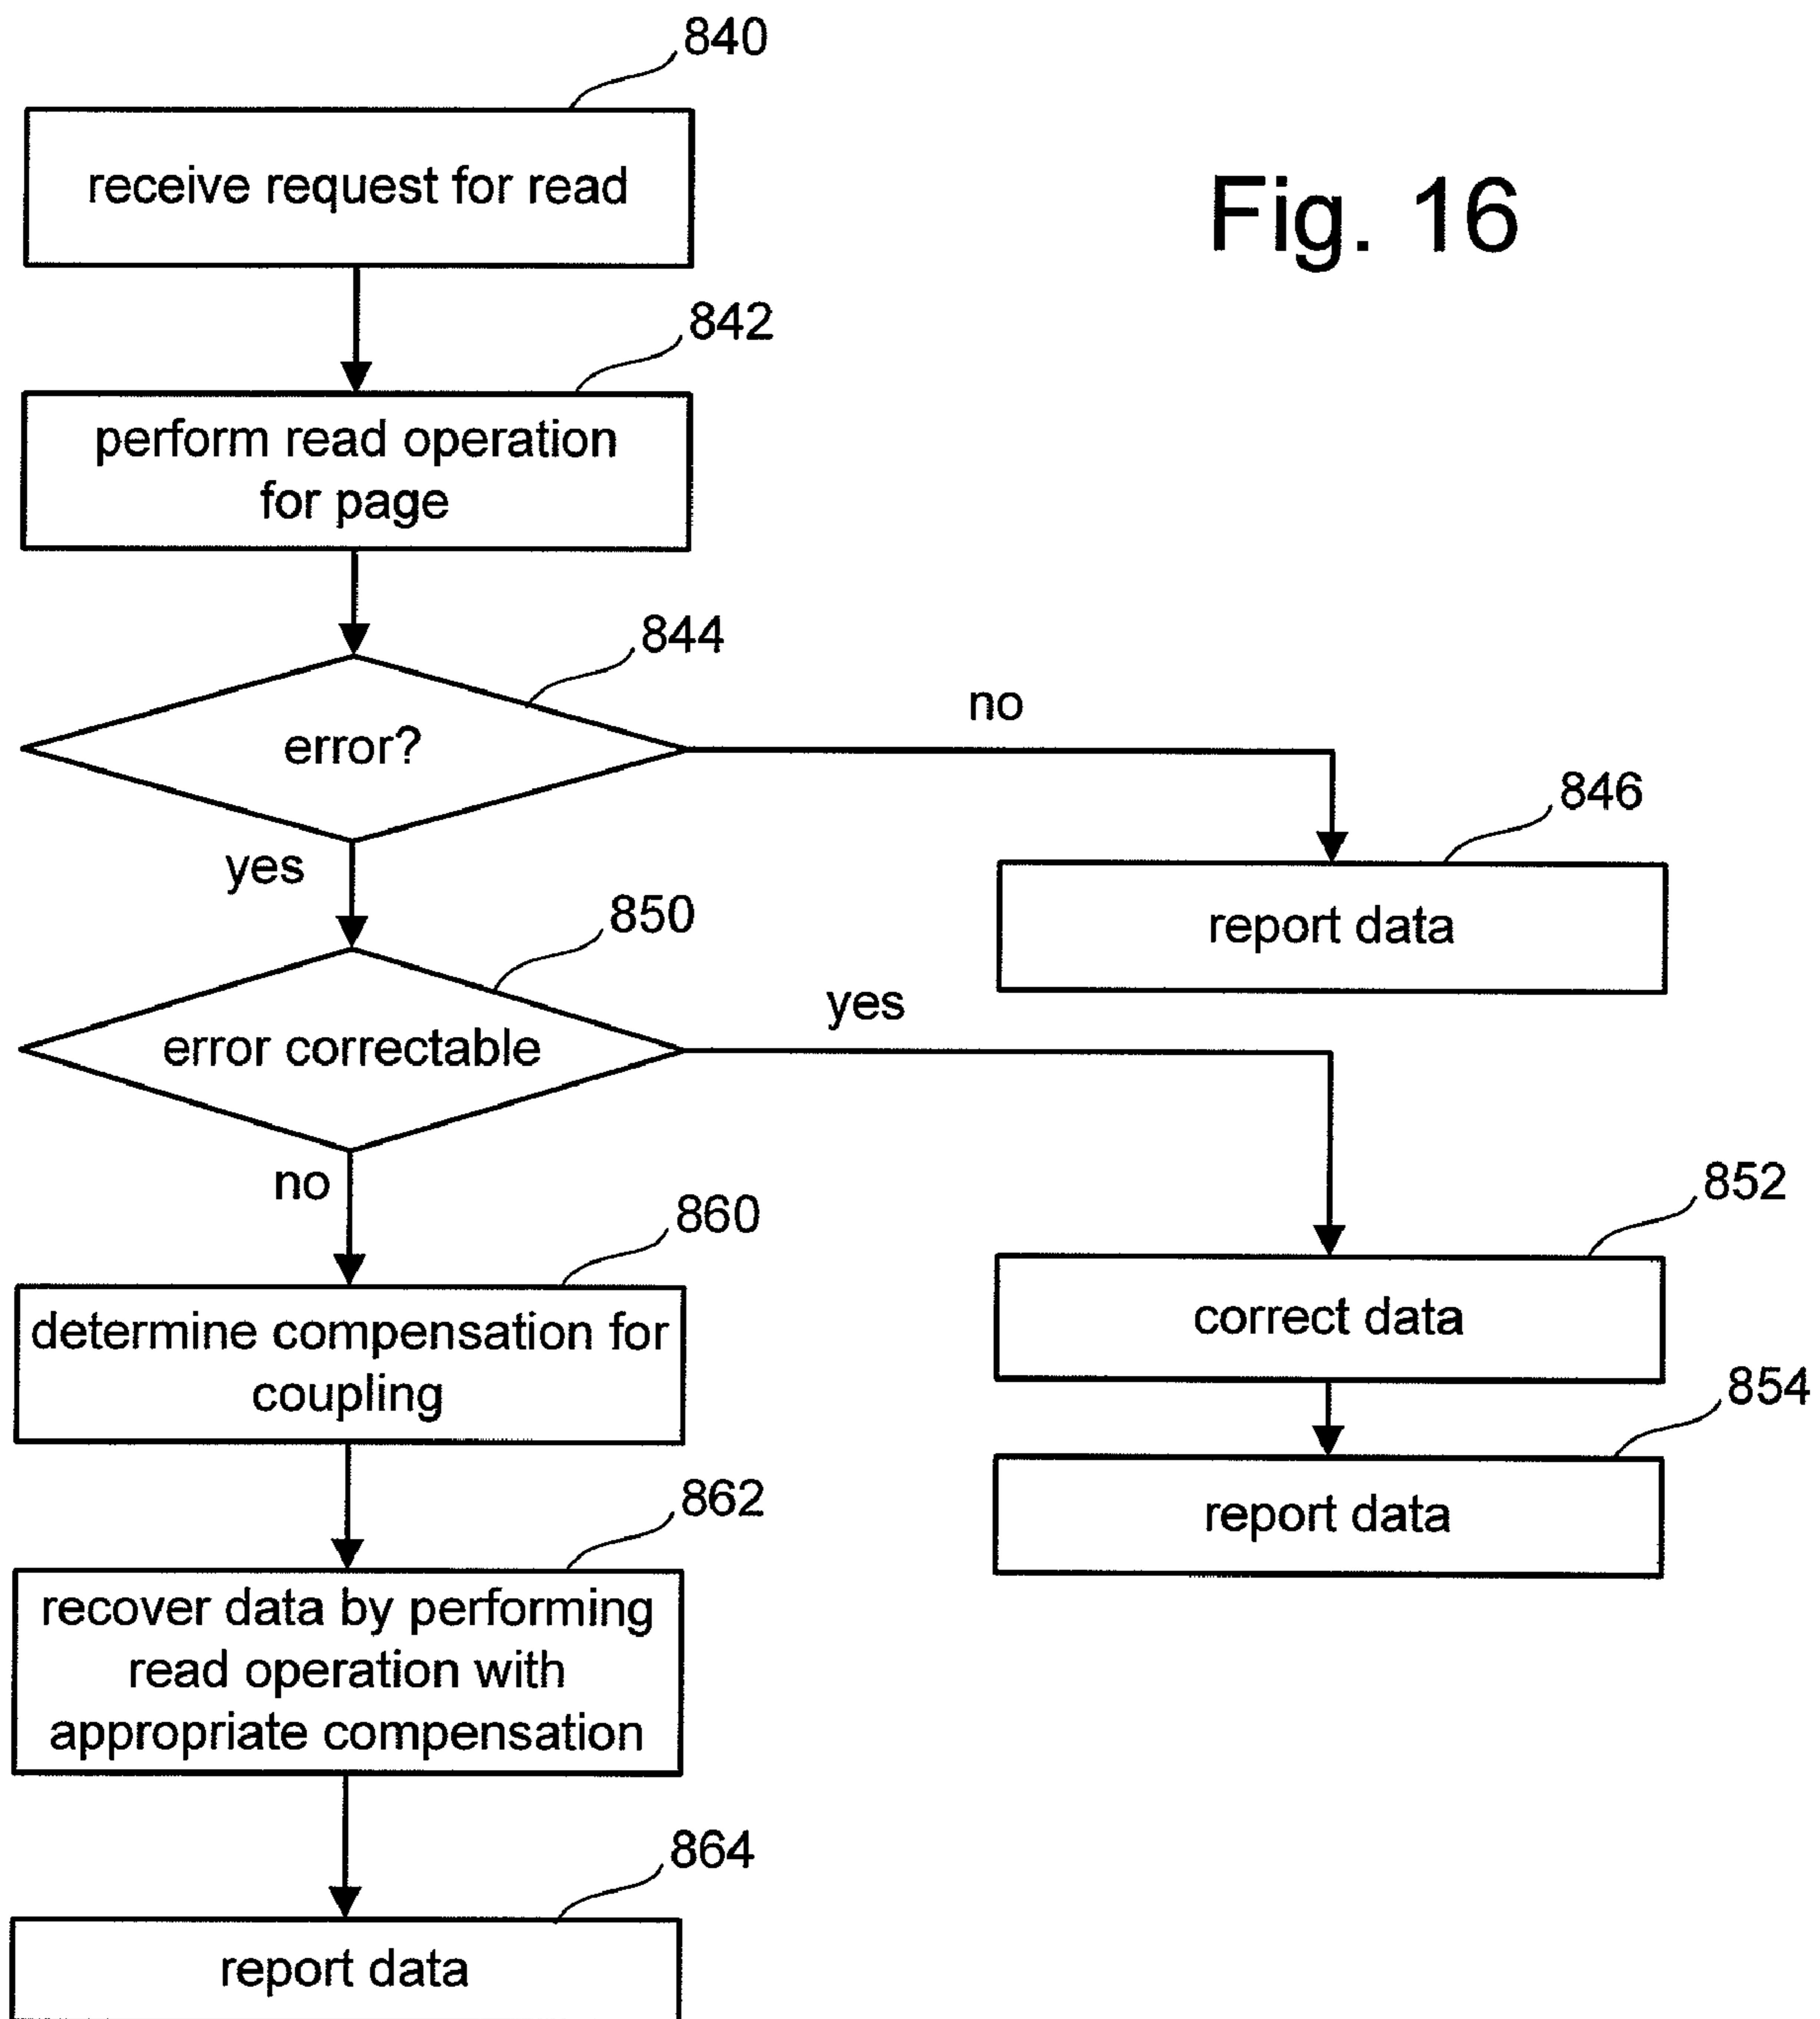 840
receive request for read
Fig. 16
842
perform read operation
for page
844
error?
no
846
report data
yes
850
error correctable
yes
852
correct data
854
report data
no
860
determine compensation for
coupling
862
recover data by performing
read operation with
appropriate compensation
864
report data